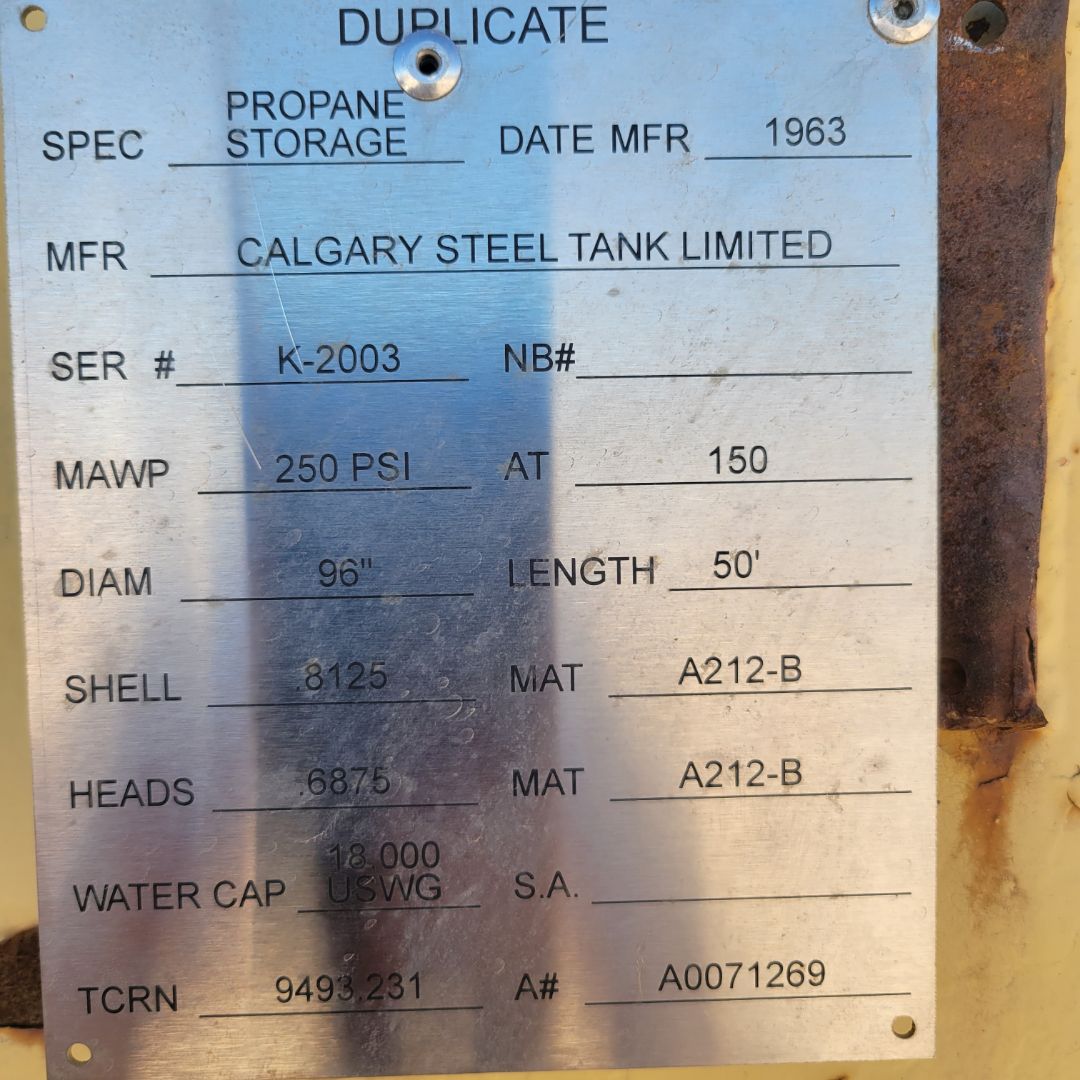 DUPLICATE
SPEC PROPANE STORAGE DATE MFR 1963
MFR CALGARY STEEL TANK LIMITED
SER # K-2003 NB#
MAWP 250 PSI AT 150
DIAM 96" LENGTH 50'
SHELL .8125 MAT A212-B
HEADS .6875 MAT A212-B
WATER CAP 18.000 USWG S.A.
TCRN 9493.231 A# A0071269